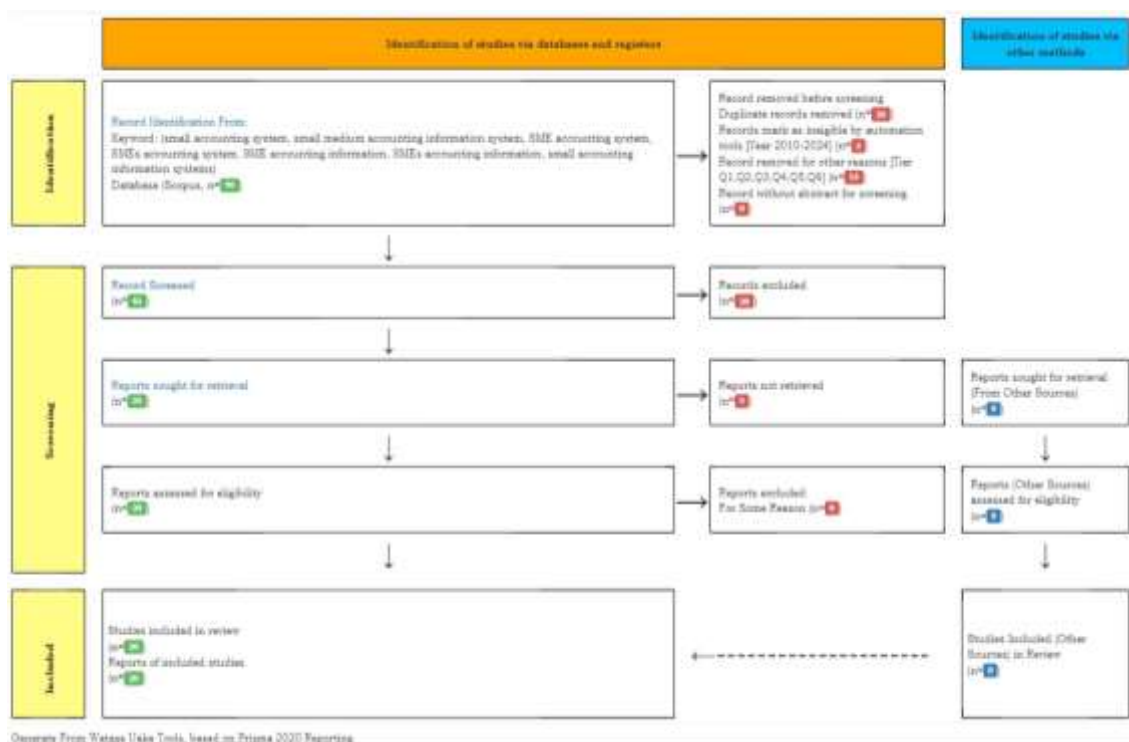 Identification of studies via databases and registers
Identification of studies via
other methods
Identification
Record Identification From:
Keyword: (small accounting system, small medium accounting information system, SME accounting system,
SMEs accounting system, SME accounting information, SMEs accounting information, small accounting
information systems)
Database (Scopus, n=
Record removed before screening
Duplicate records removed (n=
Records mark as insigible by automation
tools [Year 2010-2024] (n=
Record removed for other reasons [Tier
Q1,Q2,Q3,Q4,Q5,Q6] (n=
Record without abstract for screening
(n=
Screening
Record Screened
(n=
Records excluded
(n=
Reports sought for retrieval
(n=
Reports not retrieved
(n=
Reports sought for retrieval
(From Other Sources)
(n=
Reports assessed for eligibility
(n=
Reports excluded:
For Some Reason (n=
Reports (Other Sources)
assessed for eligibility
(n=
Included
Studies included in review
(n=
Reports of included studies
(n=
Studies Included (Other
Sources) in Review
(n=
Generate From Watase Uake Tools, based on Prisma 2020 Reporting